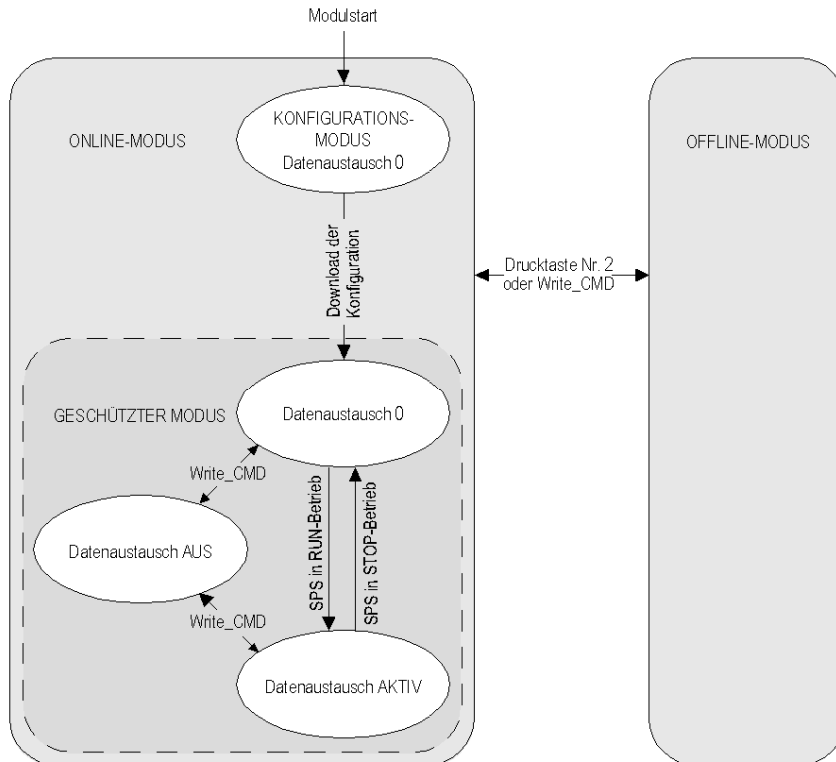 Modulstart
KONFIGURATIONS-
MODUS
Datenaustausch 0
ONLINE-MODUS
OFFLINE-MODUS
Download der
Konfiguration
Drucktaste Nr. 2
oder Write_CMD
GESCHÜTZTER MODUS
Datenaustausch 0
Write_CMD
SPS in RUN-Betrieb
SPS in STOP-Betrieb
Datenaustausch AUS
Write_CMD
Datenaustausch AKTIV